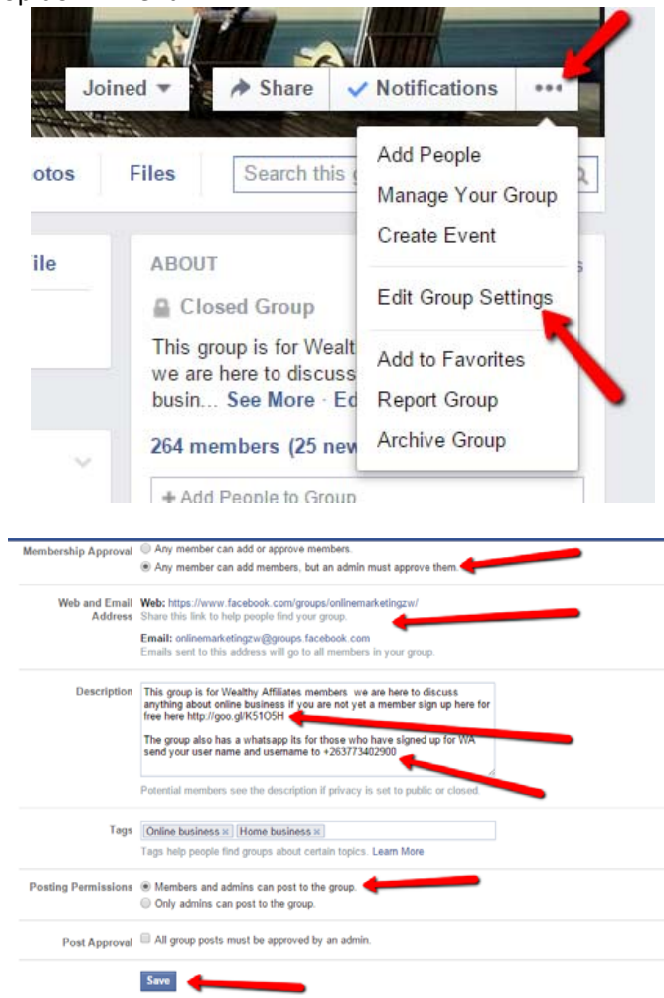 Joined Share Notifications
otos Files Search this g
Add People
Manage Your Group
Create Event
Edit Group Settings
Add to Favorites
Report Group
Archive Group
ile
ABOUT
Closed Group
This group is for Wealt
we are here to discuss
busin... See More · Ed
264 members (25 new
+ Add People to Group
Membership Approval Any member can add or approve members.
Any member can add members, but an admin must approve them.
Web and Email Address Web: https://www.facebook.com/groups/onlinemarketingzw/
Share this link to help people find your group.
Email: onlinemarketingzw@groups.facebook.com
Emails sent to this address will go to all members in your group.
Description This group is for Wealthy Affiliates members we are here to discuss
anything about online business if you are not yet a member sign up here for
free here http://goo.gl/K51O5H
The group also has a whatsapp its for those who have signed up for WA
send your user name and username to +263773402900
Potential members see the description if privacy is set to public or closed.
Tags Online business × Home business ×
Tags help people find groups about certain topics. Learn More
Posting Permissions Members and admins can post to the group.
Only admins can post to the group.
Post Approval All group posts must be approved by an admin.
Save